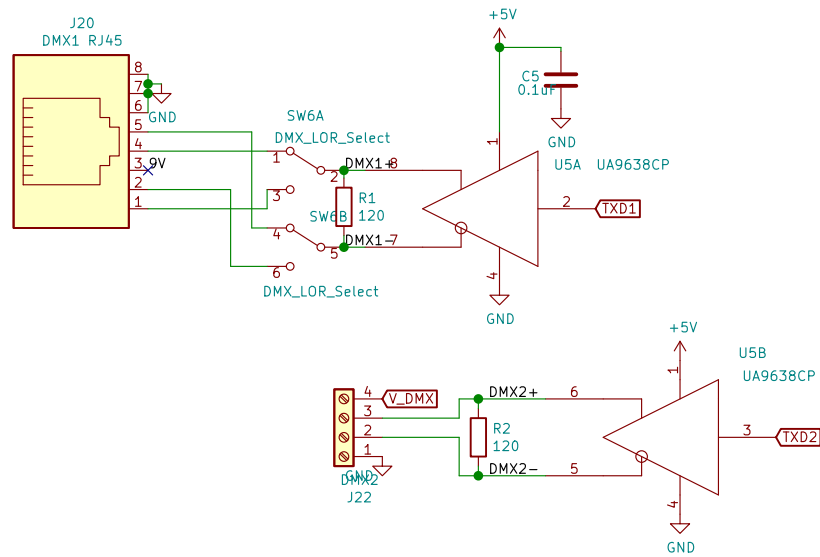 J20
DMX1 RJ45
8
7
6
5
4
3
2
1
GND
9V
SW6A
DMX_LOR_Select
1
2
3
DMX1+
8
R1
120
SW6B
4
5
6
DMX1-
7
DMX_LOR_Select
+5V
C5
0.1uF
GND
1
U5A UA9638CP
2
TXD1
4
GND
+5V
U5B
UA9638CP
1
4
V_DMX
3
2
1
GND
DMX2
J22
DMX2+
6
R2
120
DMX2-
5
3
TXD2
4
GND